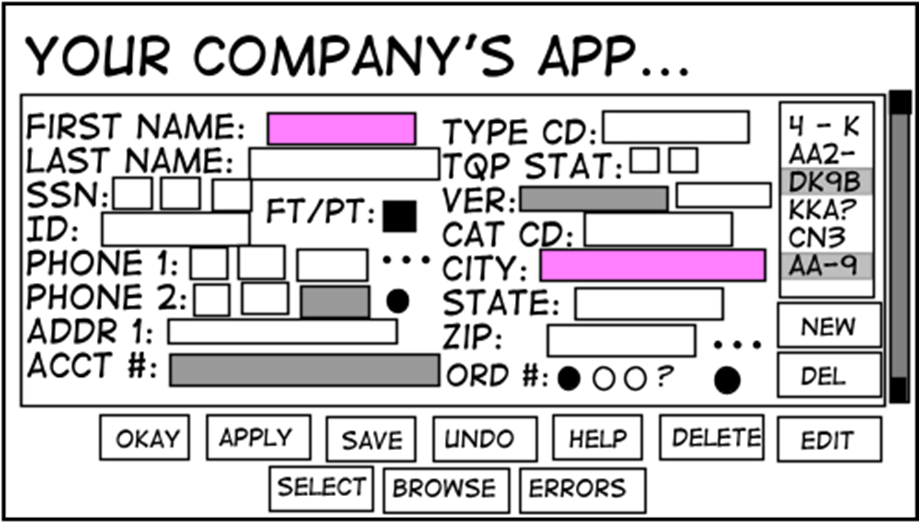 YOUR COMPANY'S APP...
FIRST NAME:
LAST NAME:
SSN:
FT/PT:
ID:
PHONE 1:
...
PHONE 2:
ADDR 1:
ACCT #:
TYPE CD:
TQP STAT:
VER:
CAT CD:
CITY:
STATE:
ZIP:
...
ORD #: ?
4 - K
AA2-
DK9B
KKA?
CN3
AA-9
NEW
DEL
OKAY APPLY SAVE UNDO HELP DELETE EDIT
SELECT BROWSE ERRORS